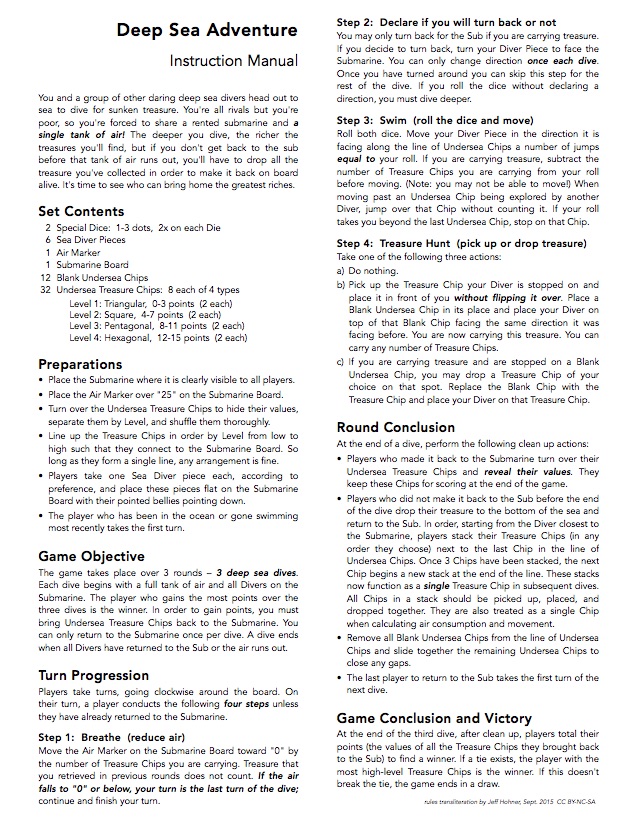 Deep Sea Adventure
Instruction Manual
You and a group of other daring deep sea divers head out to
sea to dive for sunken treasure. You're all rivals but you're
poor, so you're forced to share a rented submarine and a
single tank of air! The deeper you dive, the richer the
treasures you'll find, but if you don't get back to the sub
before that tank of air runs out, you'll have to drop all the
treasure you've collected in order to make it back on board
alive. It's time to see who can bring home the greatest riches.
Set Contents
2 Special Dice: 1-3 dots, 2x on each Die
6 Sea Diver Pieces
1 Air Marker
1 Submarine Board
12 Blank Undersea Chips
32 Undersea Treasure Chips: 8 each of 4 types
Level 1: Triangular, 0-3 points (2 each)
Level 2: Square, 4-7 points (2 each)
Level 3: Pentagonal, 8-11 points (2 each)
Level 4: Hexagonal, 12-15 points (2 each)
Preparations
• Place the Submarine where it is clearly visible to all players.
• Place the Air Marker over "25" on the Submarine Board.
• Turn over the Undersea Treasure Chips to hide their values,
separate them by Level, and shuffle them thoroughly.
• Line up the Treasure Chips in order by Level from low to
high such that they connect to the Submarine Board. So
long as they form a single line, any arrangement is fine.
• Players take one Sea Diver piece each, according to
preference, and place these pieces flat on the Submarine
Board with their pointed bellies pointing down.
• The player who has been in the ocean or gone swimming
most recently takes the first turn.
Game Objective
The game takes place over 3 rounds – 3 deep sea dives.
Each dive begins with a full tank of air and all Divers on the
Submarine. The player who gains the most points over the
three dives is the winner. In order to gain points, you must
bring Undersea Treasure Chips back to the Submarine. You
can only return to the Submarine once per dive. A dive ends
when all Divers have returned to the Sub or the air runs out.
Turn Progression
Players take turns, going clockwise around the board. On
their turn, a player conducts the following four steps unless
they have already returned to the Submarine.
Step 1: Breathe (reduce air)
Move the Air Marker on the Submarine Board toward "0" by
the number of Treasure Chips you are carrying. Treasure that
you retrieved in previous rounds does not count. If the air
falls to "0" or below, your turn is the last turn of the dive;
continue and finish your turn.
Step 2: Declare if you will turn back or not
You may only turn back for the Sub if you are carrying treasure.
If you decide to turn back, turn your Diver Piece to face the
Submarine. You can only change direction once each dive.
Once you have turned around you can skip this step for the
rest of the dive. If you roll the dice without declaring a
direction, you must dive deeper.
Step 3: Swim (roll the dice and move)
Roll both dice. Move your Diver Piece in the direction it is
facing along the line of Undersea Chips a number of jumps
equal to your roll. If you are carrying treasure, subtract the
number of Treasure Chips you are carrying from your roll
before moving. (Note: you may not be able to move!) When
moving past an Undersea Chip being explored by another
Diver, jump over that Chip without counting it. If your roll
takes you beyond the last Undersea Chip, stop on that Chip.
Step 4: Treasure Hunt (pick up or drop treasure)
Take one of the following three actions:
a) Do nothing.
b) Pick up the Treasure Chip your Diver is stopped on and
place it in front of you without flipping it over. Place a
Blank Undersea Chip in its place and place your Diver on
top of that Blank Chip facing the same direction it was
facing before. You are now carrying this treasure. You can
carry any number of Treasure Chips.
c) If you are carrying treasure and are stopped on a Blank
Undersea Chip, you may drop a Treasure Chip of your
choice on that spot. Replace the Blank Chip with the
Treasure Chip and place your Diver on that Treasure Chip.
Round Conclusion
At the end of a dive, perform the following clean up actions:
• Players who made it back to the Submarine turn over their
Undersea Treasure Chips and reveal their values. They
keep these Chips for scoring at the end of the game.
• Players who did not make it back to the Sub before the end
of the dive drop their treasure to the bottom of the sea and
return to the Sub. In order, starting from the Diver closest to
the Submarine, players stack their Treasure Chips (in any
order they choose) next to the last Chip in the line of
Undersea Chips. Once 3 Chips have been stacked, the next
Chip begins a new stack at the end of the line. These stacks
now function as a single Treasure Chip in subsequent dives.
All Chips in a stack should be picked up, placed, and
dropped together. They are also treated as a single Chip
when calculating air consumption and movement.
• Remove all Blank Undersea Chips from the line of Undersea
Chips and slide together the remaining Undersea Chips to
close any gaps.
• The last player to return to the Sub takes the first turn of the
next dive.
Game Conclusion and Victory
At the end of the third dive, after clean up, players total their
points (the values of all the Treasure Chips they brought back
to the Sub) to find a winner. If a tie exists, the player with the
most high-level Treasure Chips is the winner. If this doesn't
break the tie, the game ends in a draw.
rules transliteration by Jeff Hohner, Sept. 2015 CC BY-NC-SA